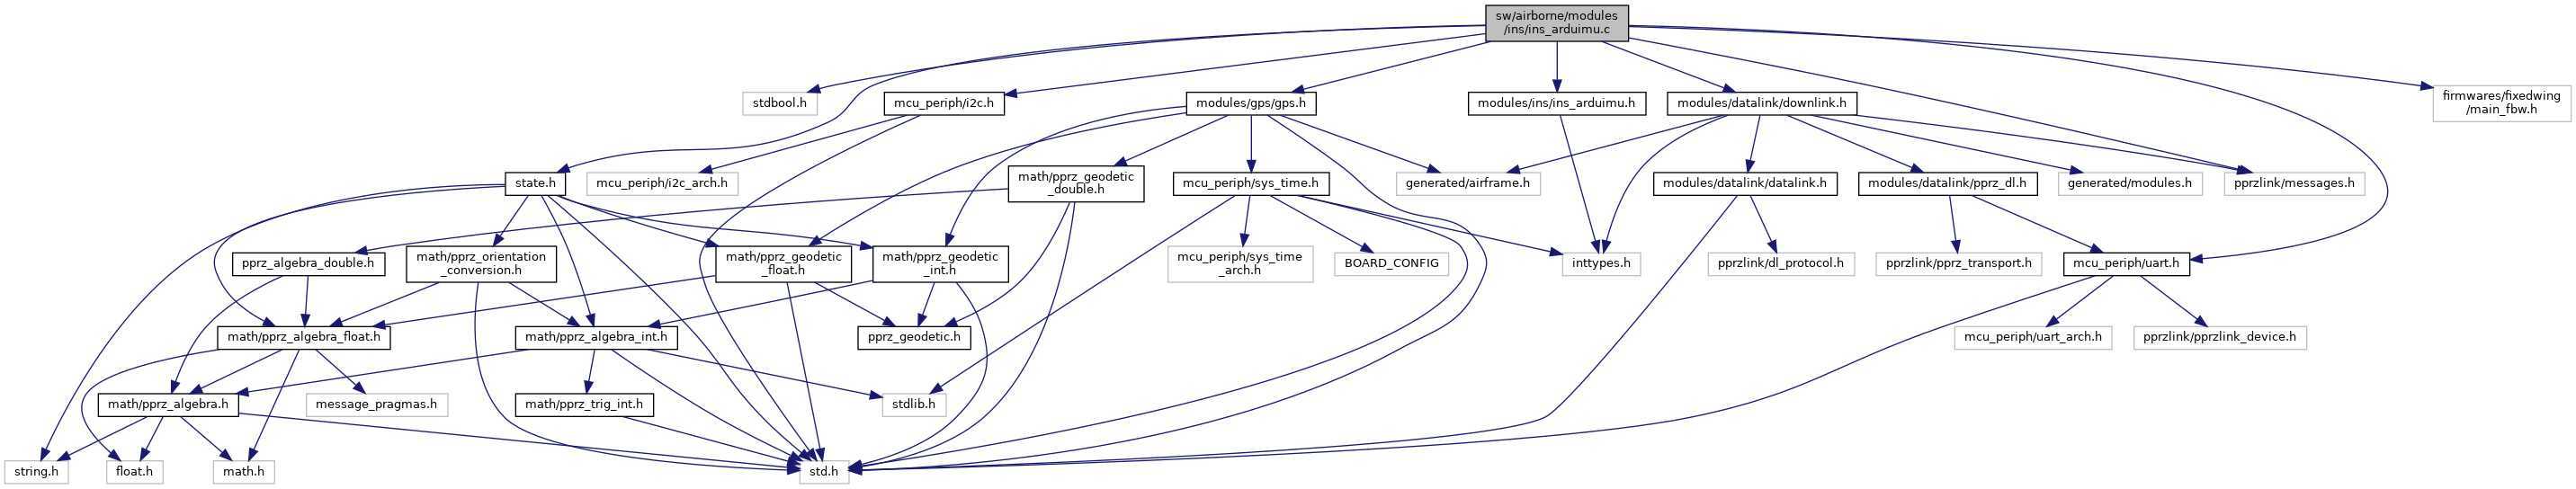 sw/airborne/modules
/ins/ins_arduimu.c
stdbool.h
mcu_periph/i2c.h
modules/gps/gps.h
modules/ins/ins_arduimu.h
modules/datalink/downlink.h
firmwares/fixedwing
/main_fbw.h
state.h
mcu_periph/i2c_arch.h
math/pprz_geodetic
_double.h
mcu_periph/sys_time.h
generated/airframe.h
modules/datalink/datalink.h
modules/datalink/pprz_dl.h
generated/modules.h
pprzlink/messages.h
pprz_algebra_double.h
math/pprz_orientation
_conversion.h
math/pprz_geodetic
_float.h
math/pprz_geodetic
_int.h
mcu_periph/sys_time
_arch.h
BOARD_CONFIG
inttypes.h
pprzlink/dl_protocol.h
pprzlink/pprz_transport.h
mcu_periph/uart.h
math/pprz_algebra_float.h
math/pprz_algebra_int.h
pprz_geodetic.h
mcu_periph/uart_arch.h
pprzlink/pprzlink_device.h
math/pprz_algebra.h
message_pragmas.h
math/pprz_trig_int.h
stdlib.h
string.h
float.h
math.h
std.h